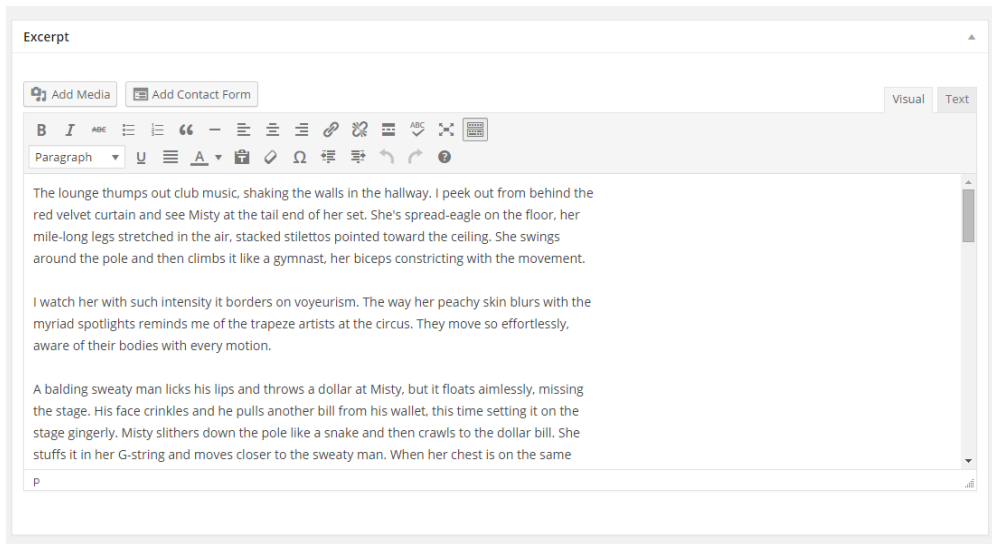 Excerpt
Add Media
Add Contact Form
Visual
Text
B I ABC ABC
Paragraph U A Ω
The lounge thumps out club music, shaking the walls in the hallway. I peek out from behind the
red velvet curtain and see Misty at the tail end of her set. She's spread-eagle on the floor, her
mile-long legs stretched in the air, stacked stilettos pointed toward the ceiling. She swings
around the pole and then climbs it like a gymnast, her biceps constricting with the movement.
I watch her with such intensity it borders on voyeurism. The way her peachy skin blurs with the
myriad spotlights reminds me of the trapeze artists at the circus. They move so effortlessly,
aware of their bodies with every motion.
A balding sweaty man licks his lips and throws a dollar at Misty, but it floats aimlessly, missing
the stage. His face crinkles and he pulls another bill from his wallet, this time setting it on the
stage gingerly. Misty slithers down the pole like a snake and then crawls to the dollar bill. She
stuffs it in her G-string and moves closer to the sweaty man. When her chest is on the same
p